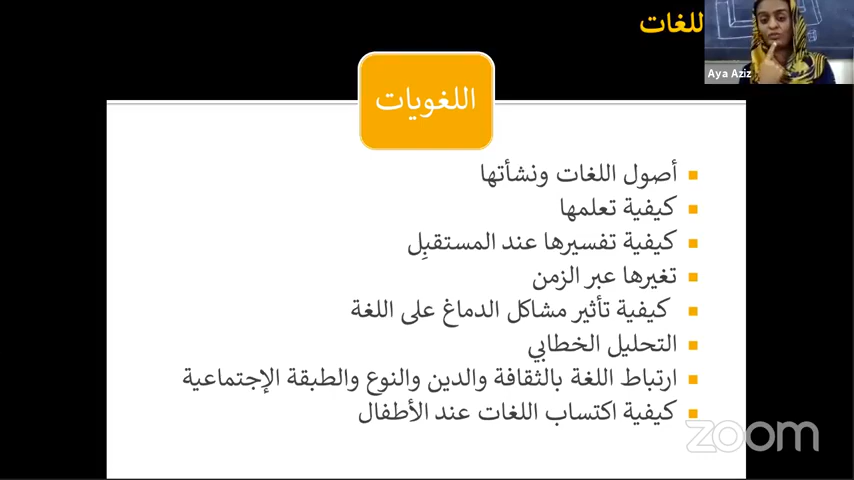 للغات
Aya Aziz
اللغويات
أصول اللغات ونشأتها
كيفية تعلمها
كيفية تفسيرها عند المستقبِل
تغيرها عبر الزمن
كيفية تأثير مشاكل الدماغ على اللغة
التحليل الخطابي
ارتباط اللغة بالثقافة والدين والنوع والطبقة الإجتماعية
كيفية اكتساب اللغات عند الأطفال
zoom